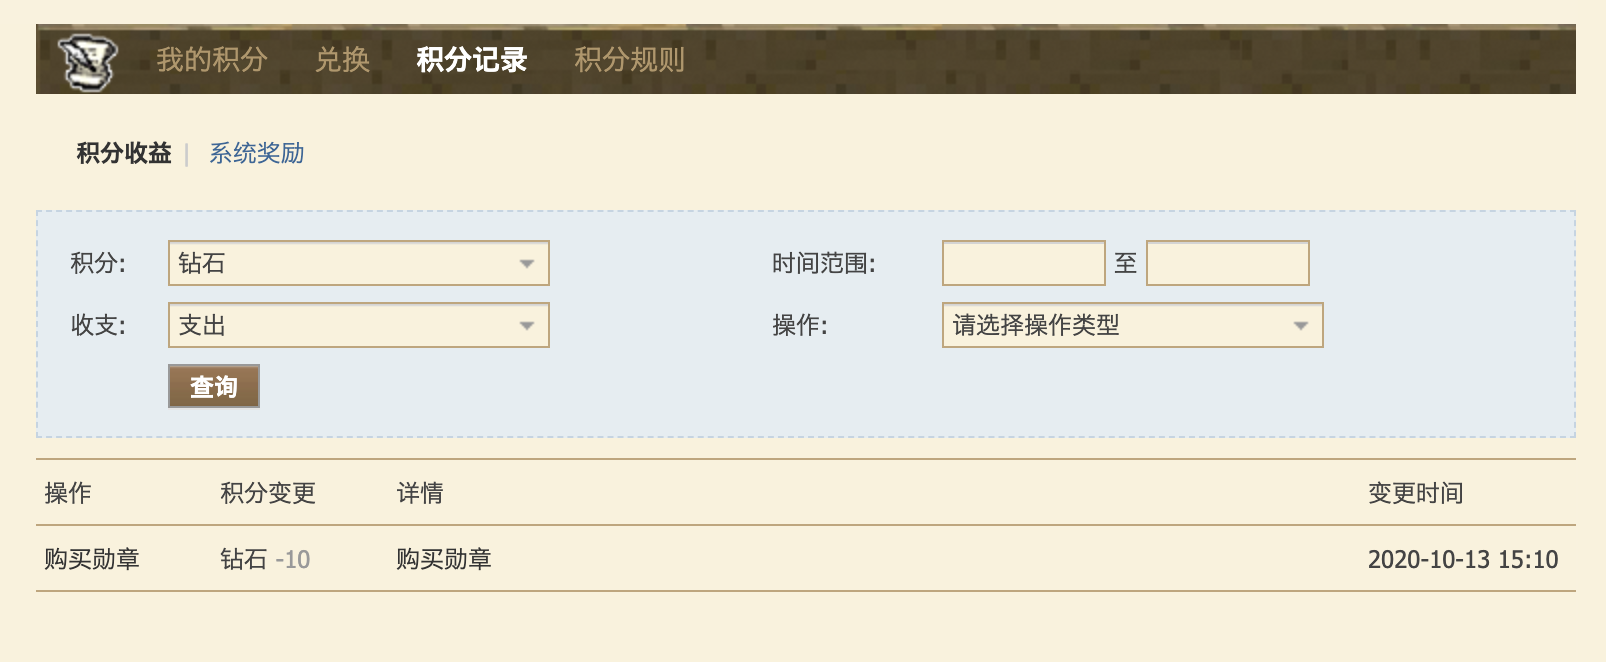 我的积分 兑换 积分记录 积分规则
积分收益 | 系统奖励
积分: 钻石 时间范围: 至
收支: 支出 操作: 请选择操作类型
查询
操作 积分变更 详情 变更时间
购买勋章 钻石 -10 购买勋章 2020-10-13 15:10